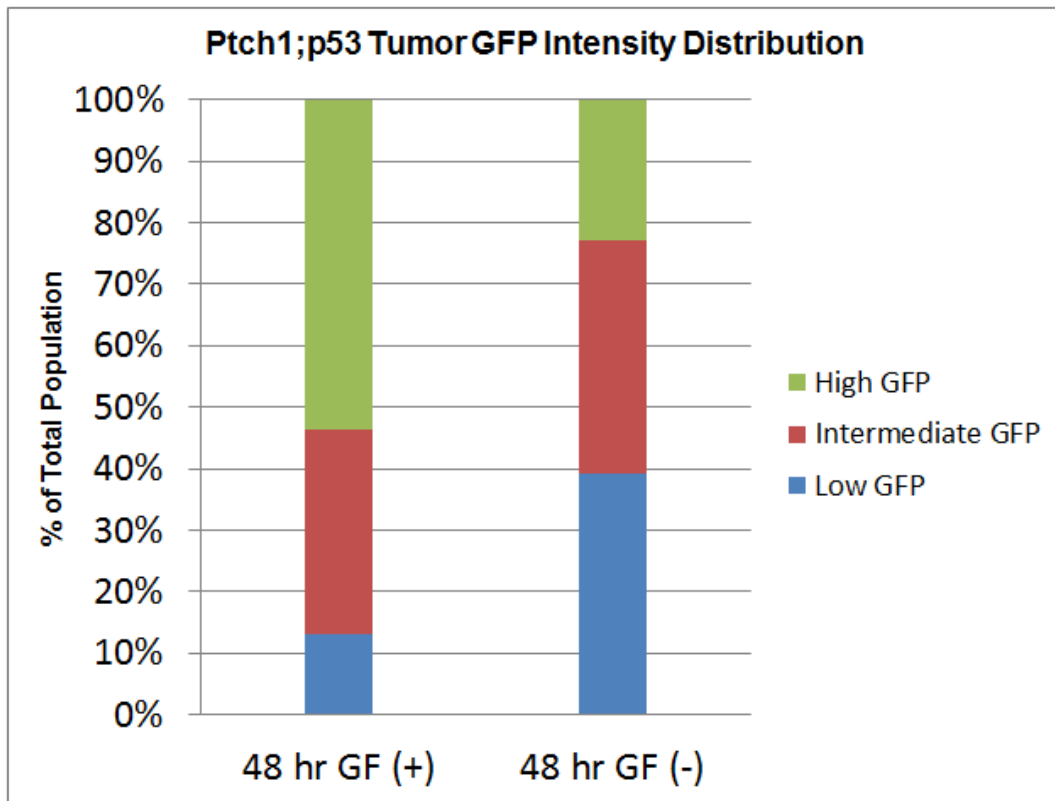 Ptch1;p53 Tumor GFP Intensity Distribution
% of Total Population
100%
90%
80%
70%
60%
50%
40%
30%
20%
10%
0%
48 hr GF (+)
48 hr GF (-)
High GFP
Intermediate GFP
Low GFP